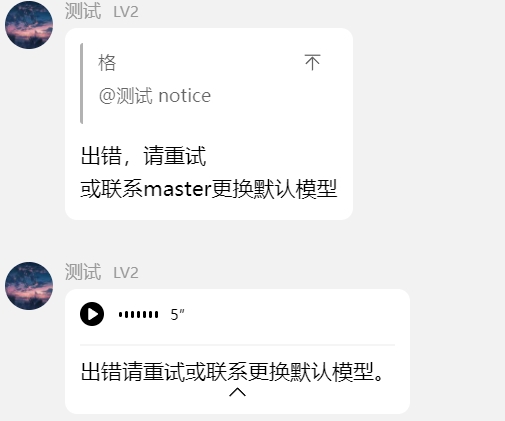 测试 LV2
格
@测试 notice
出错，请重试
或联系master更换默认模型
测试 LV2
5"
出错请重试或联系更换默认模型。